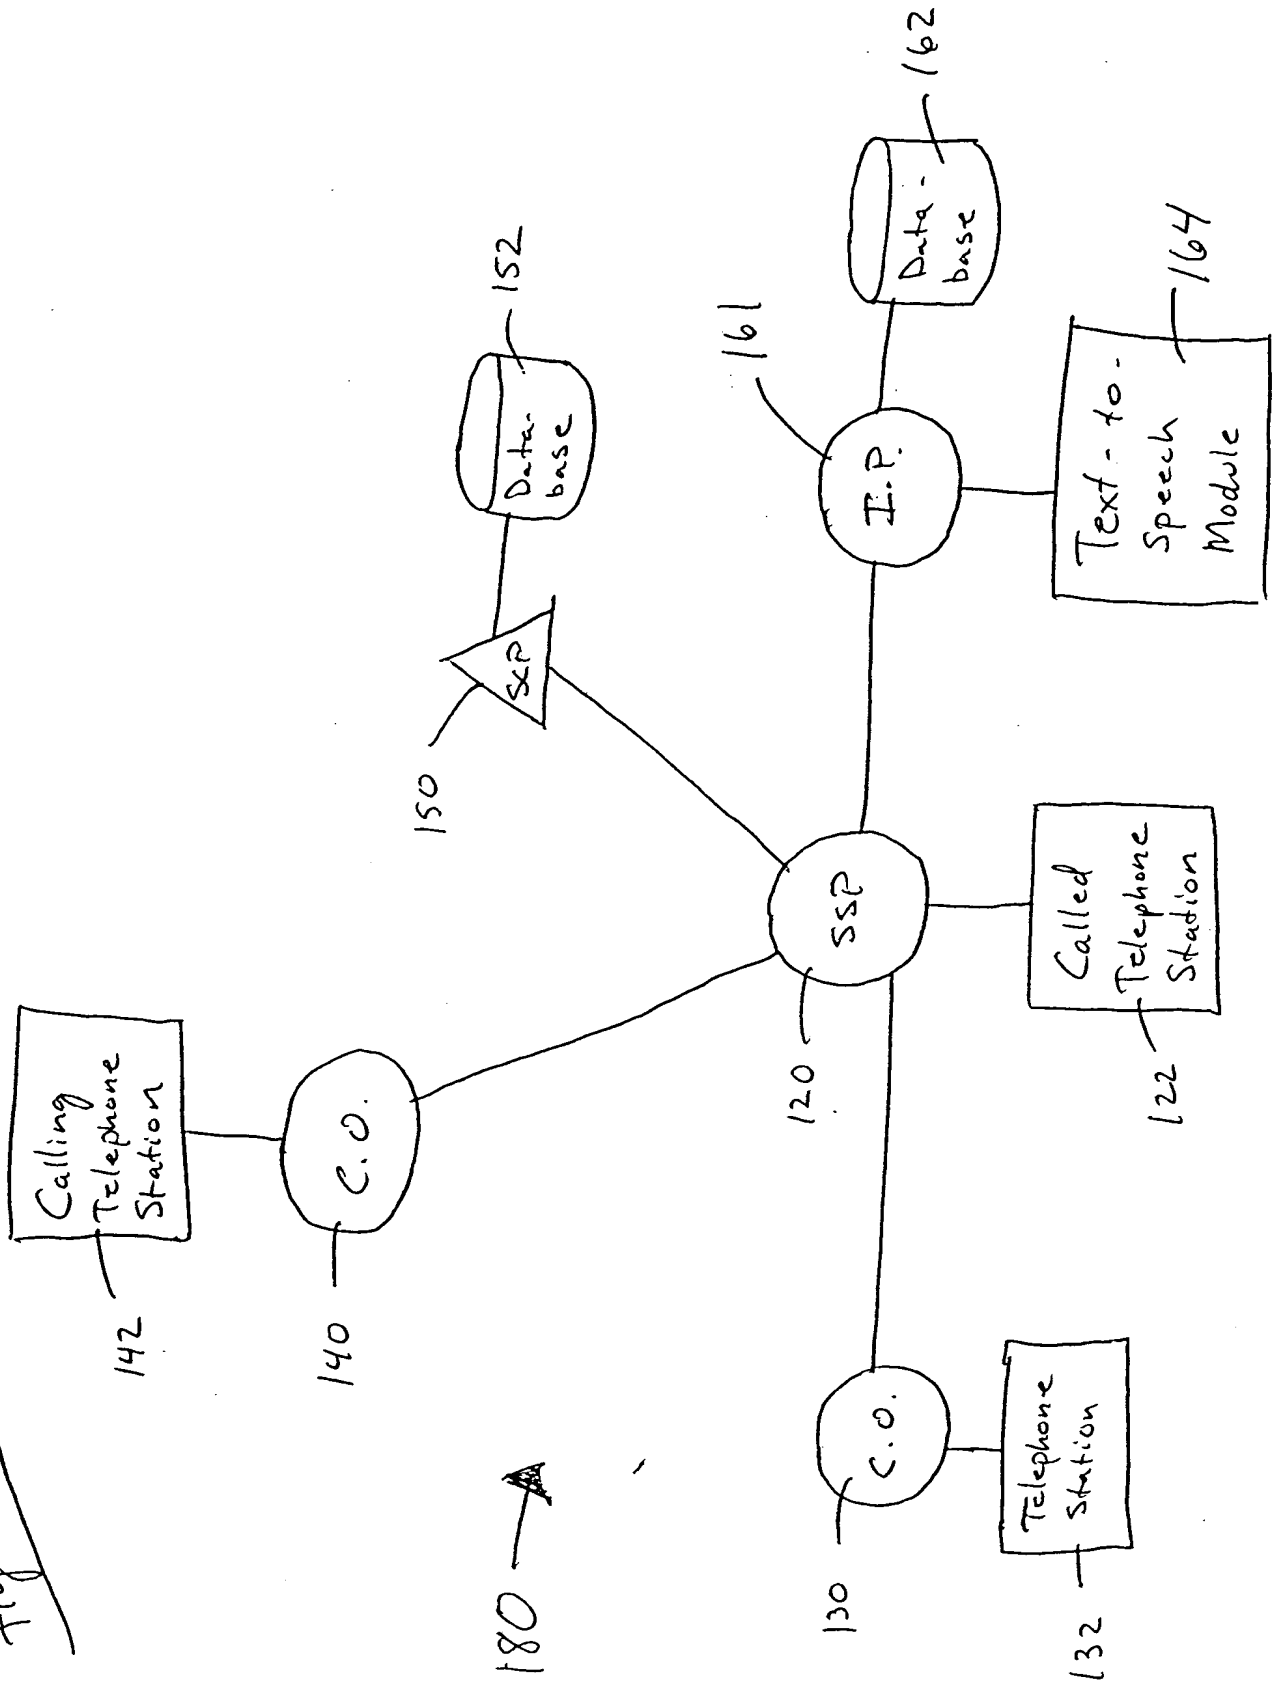 Fig
180
142
Calling
Telephone
Station
140
C.O.
150
SCP
152
Data-
base
130
C.O.
132
Telephone
Station
120
SSP
122
Called
Telephone
Station
161
I.P.
162
Data-
base
164
Text-to-
Speech
Module